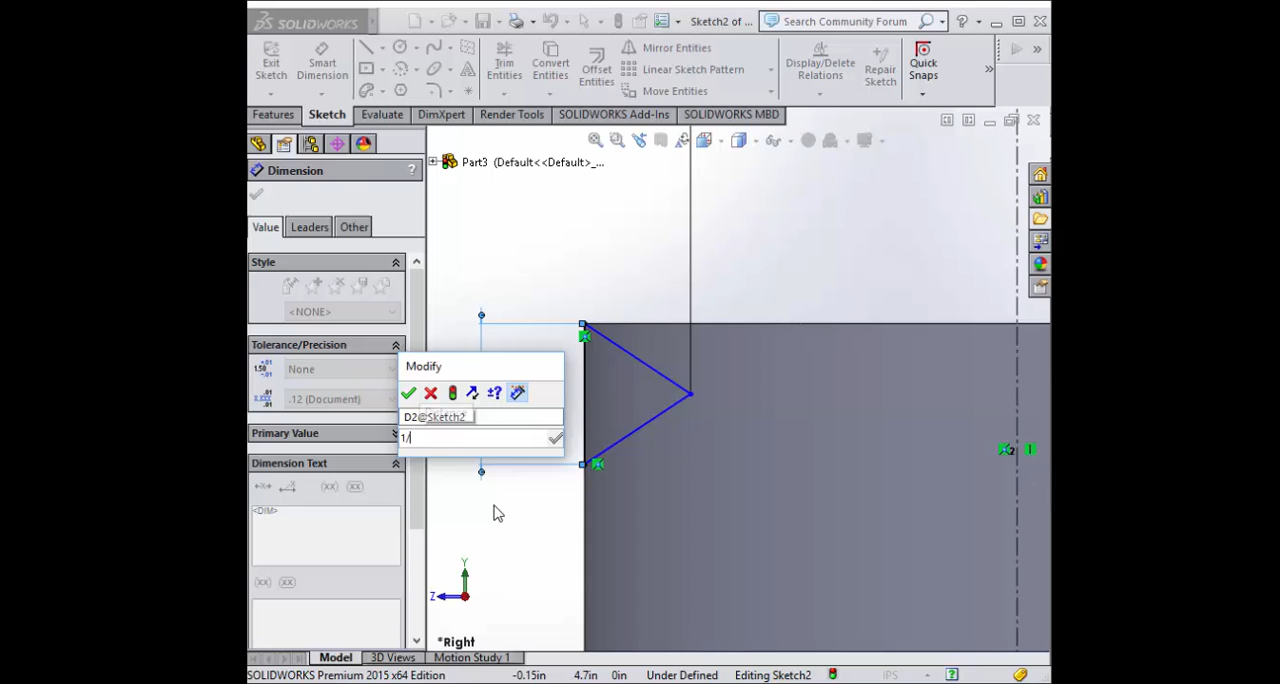 SOLIDWORKS
Sketch2 of ...
Search Community Forum
Exit Sketch
Smart Dimension
Trim Entities
Convert Entities
Offset Entities
Mirror Entities
Linear Sketch Pattern
Move Entities
Display/Delete Relations
Repair Sketch
Quick Snaps
Features
Sketch
Evaluate
DimXpert
Render Tools
SOLIDWORKS Add-Ins
SOLIDWORKS MBD
Part3 (Default<<Default>_...
Dimension
?
Value
Leaders
Other
Style
<NONE>
Tolerance/Precision
None
.12 (Document)
Primary Value
Dimension Text
<DIM>
Modify
D2@Sketch2
1/
Y
Z
*Right
Model
3D Views
Motion Study 1
SOLIDWORKS Premium 2015 x64 Edition
-0.15in
4.7in
0in
Under Defined
Editing Sketch2
IPS